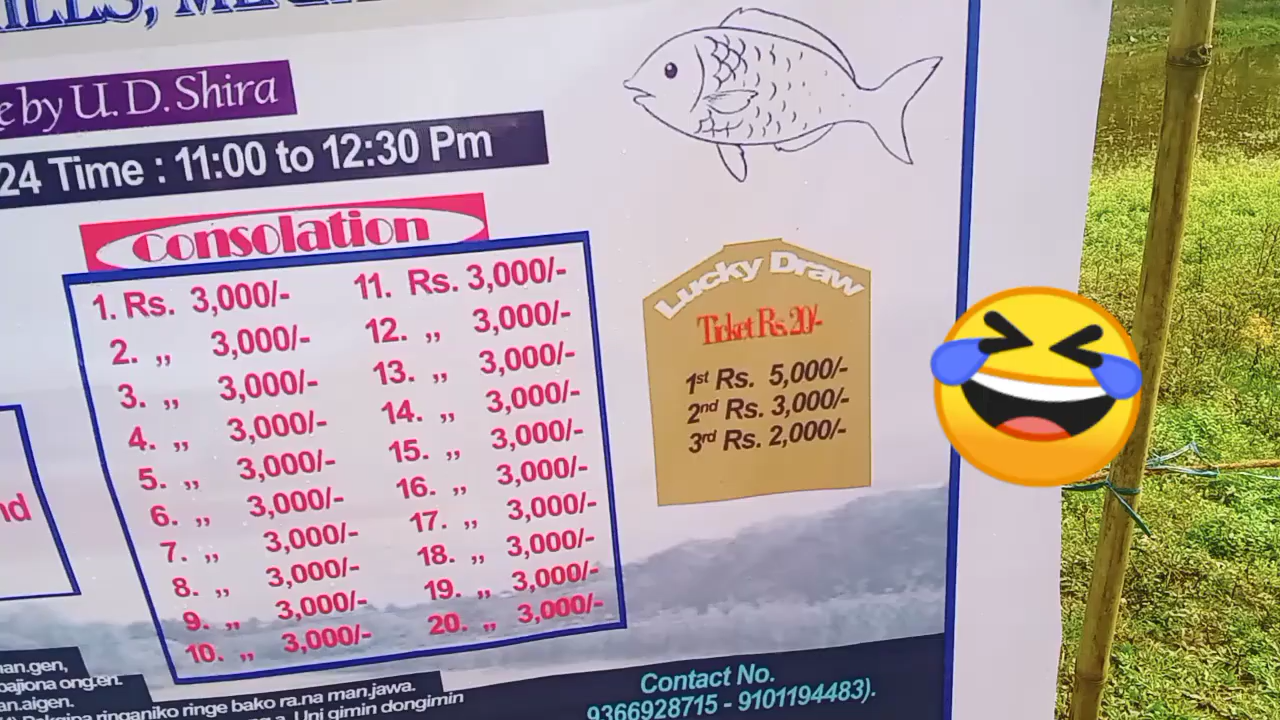 by U.D.Shira
24 Time : 11:00 to 12:30 Pm
Consolation
1. Rs. 3,000/-
2. ,, 3,000/-
3. ,, 3,000/-
4. ,, 3,000/-
5. ,, 3,000/-
6. ,, 3,000/-
7. ,, 3,000/-
8. ,, 3,000/-
9. ,, 3,000/-
10. ,, 3,000/-
11. Rs. 3,000/-
12. ,, 3,000/-
13. ,, 3,000/-
14. ,, 3,000/-
15. ,, 3,000/-
16. ,, 3,000/-
17. ,, 3,000/-
18. ,, 3,000/-
19. ,, 3,000/-
20. ,, 3,000/-
Lucky Draw
Ticket Rs. 20/-
1st Rs. 5,000/-
2nd Rs. 3,000/-
3rd Rs. 2,000/-
nd
man.gen,
ong.en.
an.aigen.
ringaniko ringe bako ra.na man.jawa.
Uni gimin dongimin
Contact No.
9366928715 - 9101194483).